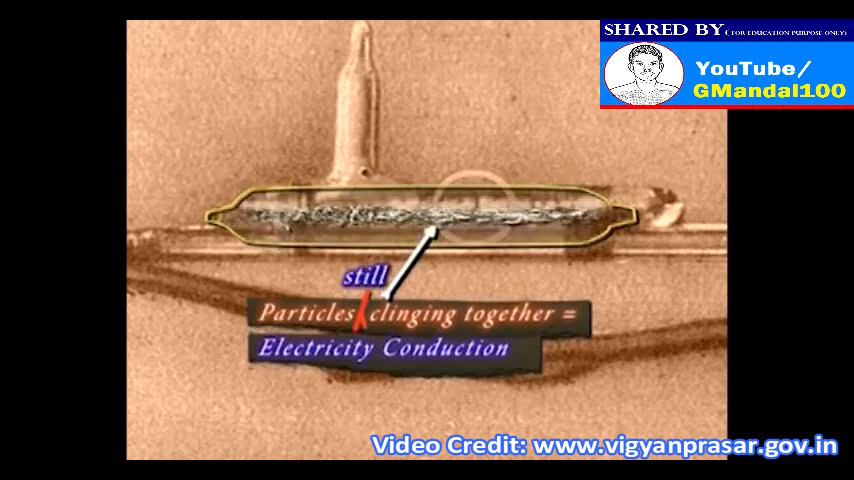 SHARED BY ( FOR EDUCATION PURPOSE ONLY)
YouTube/
GMandal100
still
Particles clinging together =
Electricity Conduction
Video Credit: www.vigyanprasar.gov.in